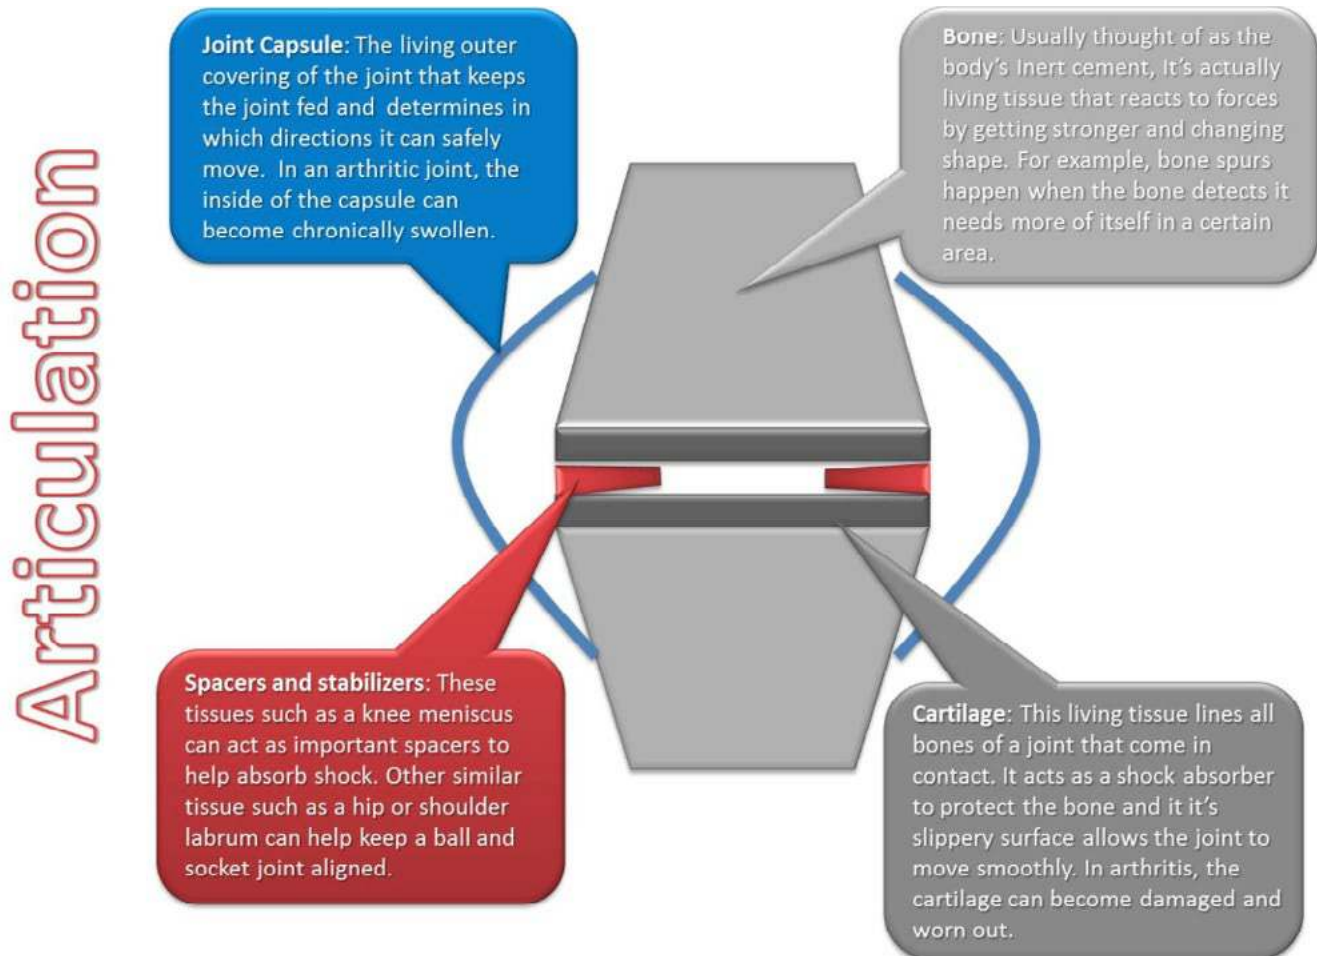 Articulation
Joint Capsule: The living outer
covering of the joint that keeps
the joint fed and determines in
which directions it can safely
move. In an arthritic joint, the
inside of the capsule can
become chronically swollen.
Bone: Usually thought of as the
body's Inert cement, It's actually
living tissue that reacts to forces
by getting stronger and changing
shape. For example, bone spurs
happen when the bone detects it
needs more of itself in a certain
area.
Spacers and stabilizers: These
tissues such as a knee meniscus
can act as important spacers to
help absorb shock. Other similar
tissue such as a hip or shoulder
labrum can help keep a ball and
socket joint aligned.
Cartilage: This living tissue lines all
bones of a joint that come in
contact. It acts as a shock absorber
to protect the bone and it it's
slippery surface allows the joint to
move smoothly. In arthritis, the
cartilage can become damaged and
worn out.